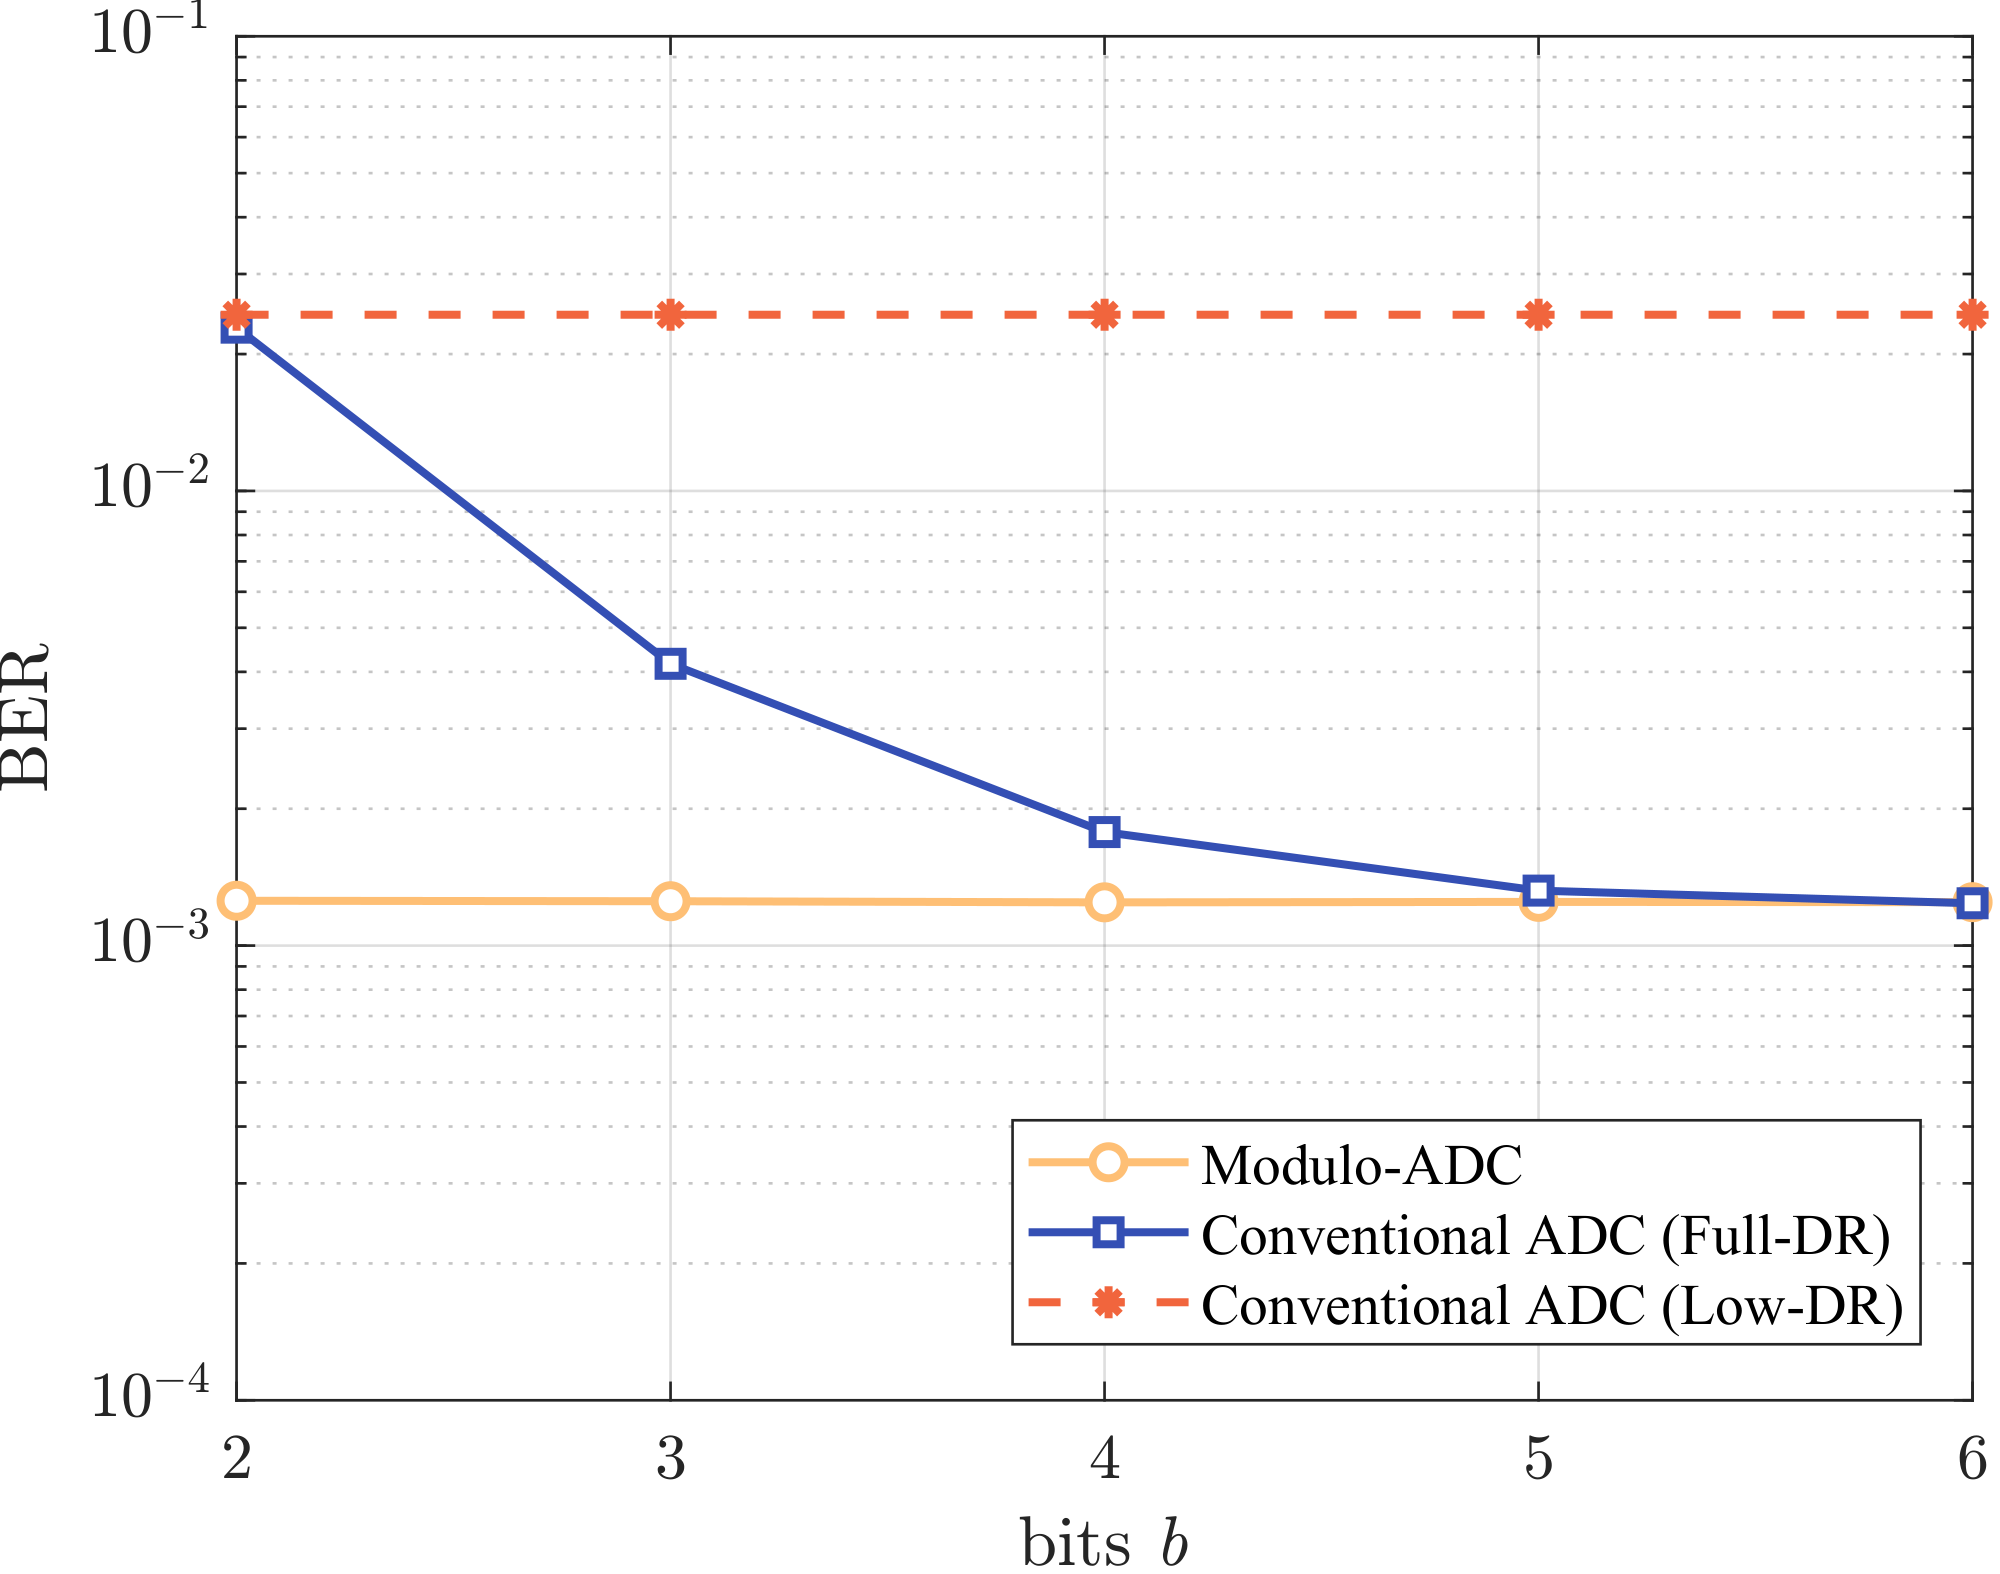 10⁻¹
10⁻²
10⁻³
10⁻⁴
BER
2 3 4 5 6
bits b
Modulo-ADC
Conventional ADC (Full-DR)
Conventional ADC (Low-DR)